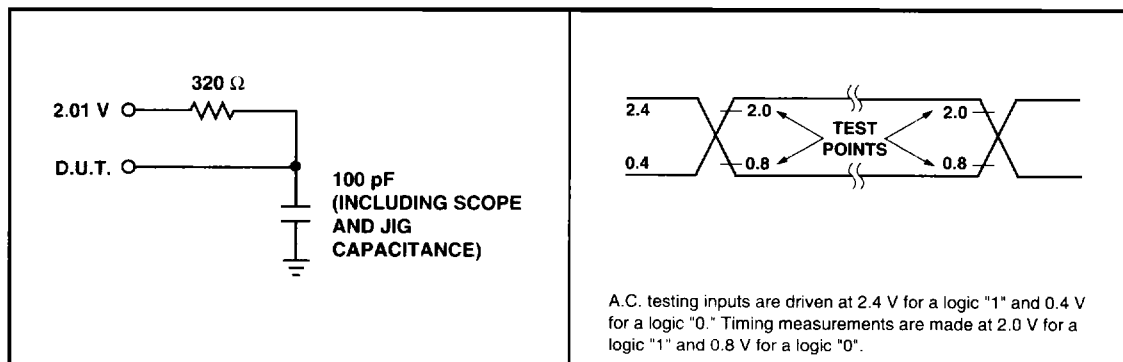 320 Ω
2.01 V
D.U.T.
100 pF
(INCLUDING SCOPE
AND JIG
CAPACITANCE)
2.4
2.0
TEST
POINTS
2.0
0.4
0.8
0.8
A.C. testing inputs are driven at 2.4 V for a logic "1" and 0.4 V
for a logic "0." Timing measurements are made at 2.0 V for a
logic "1" and 0.8 V for a logic "0".